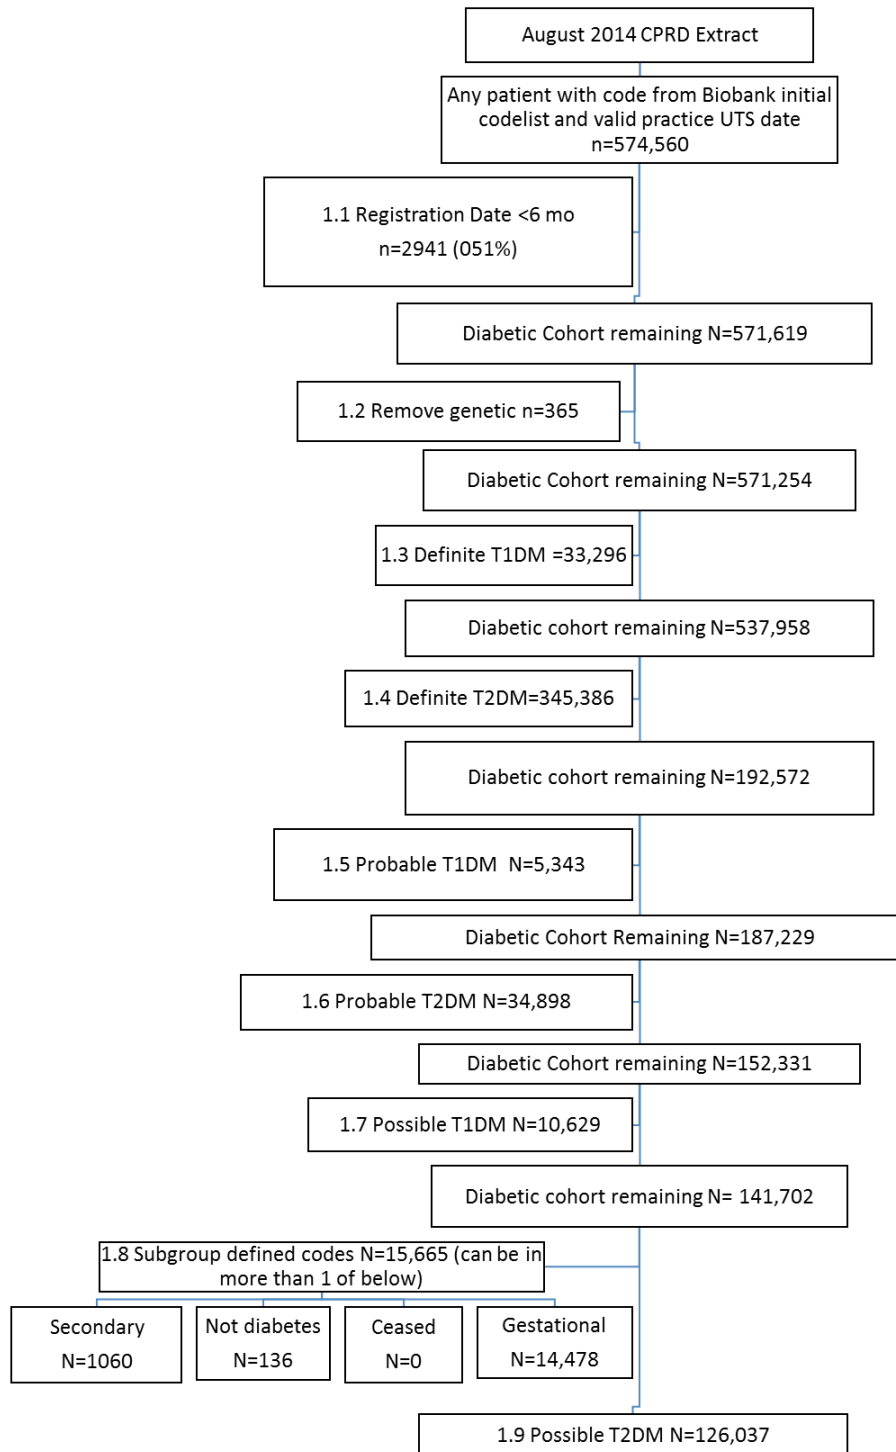 August 2014 CPRD Extract
Any patient with code from Biobank initial
codelist and valid practice UTS date
n=574,560
1.1 Registration Date <6 mo
n=2941 (051%)
Diabetic Cohort remaining N=571,619
1.2 Remove genetic n=365
Diabetic Cohort remaining N=571,254
1.3 Definite T1DM =33,296
Diabetic cohort remaining N=537,958
1.4 Definite T2DM=345,386
Diabetic cohort remaining N=192,572
1.5 Probable T1DM  N=5,343
Diabetic Cohort Remaining N=187,229
1.6 Probable T2DM N=34,898
Diabetic Cohort remaining N=152,331
1.7 Possible T1DM N=10,629
Diabetic cohort remaining N= 141,702
1.8 Subgroup defined codes N=15,665 (can be in
more than 1 of below)
Secondary
N=1060
Not diabetes
N=136
Ceased
N=0
Gestational
N=14,478
1.9 Possible T2DM N=126,037